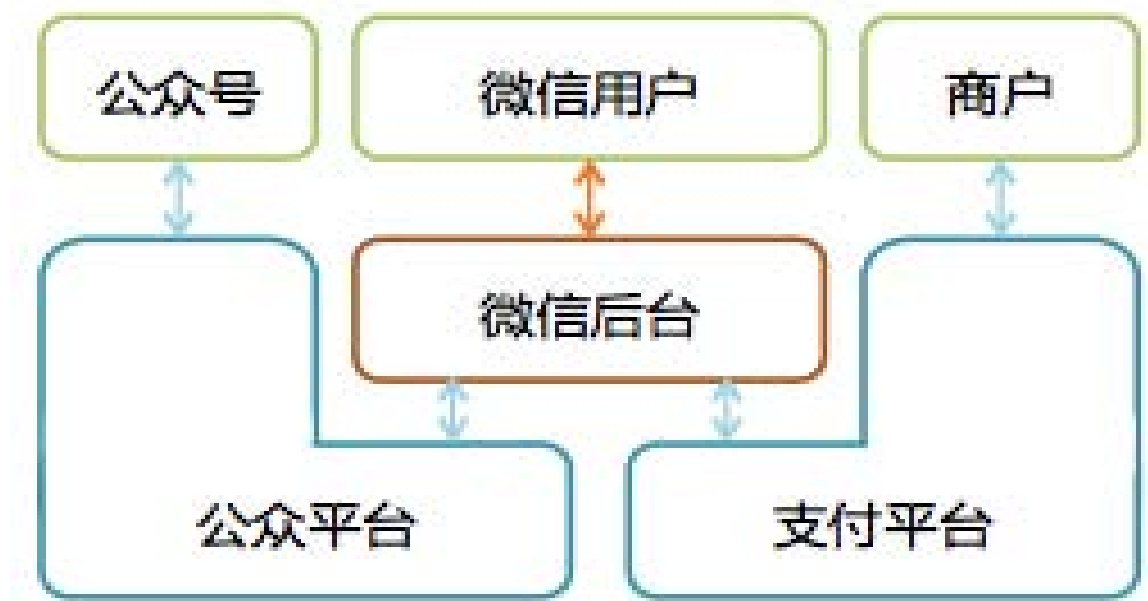 公众号
微信用户
商户
微信后台
公众平台
支付平台